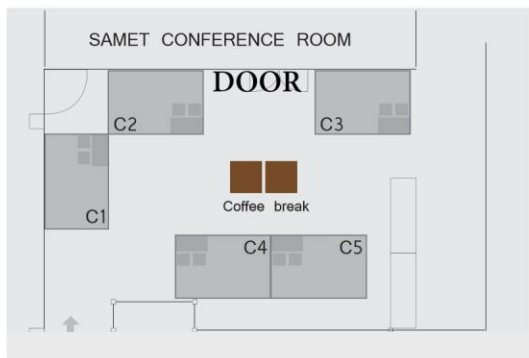 SAMET CONFERENCE ROOM
DOOR
C2
C3
C1
Coffee break
C4
C5